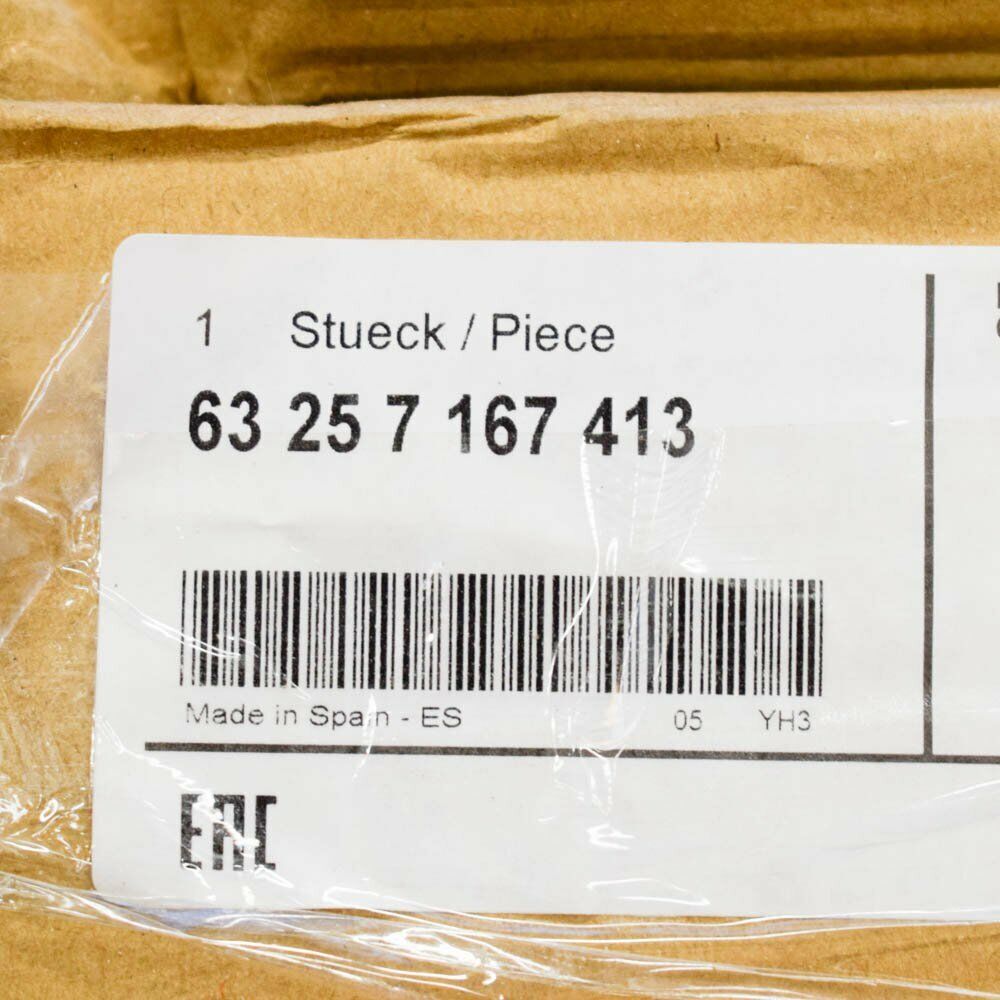 1 Stueck / Piece
63 25 7 167 413
Made in Spain - ES 05 YH3
EAC